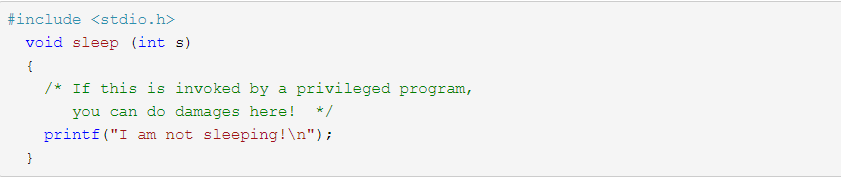 #include <stdio.h>
void sleep (int s)
{
/* If this is invoked by a privileged program,
you can do damages here!  */
printf("I am not sleeping!\n");
}